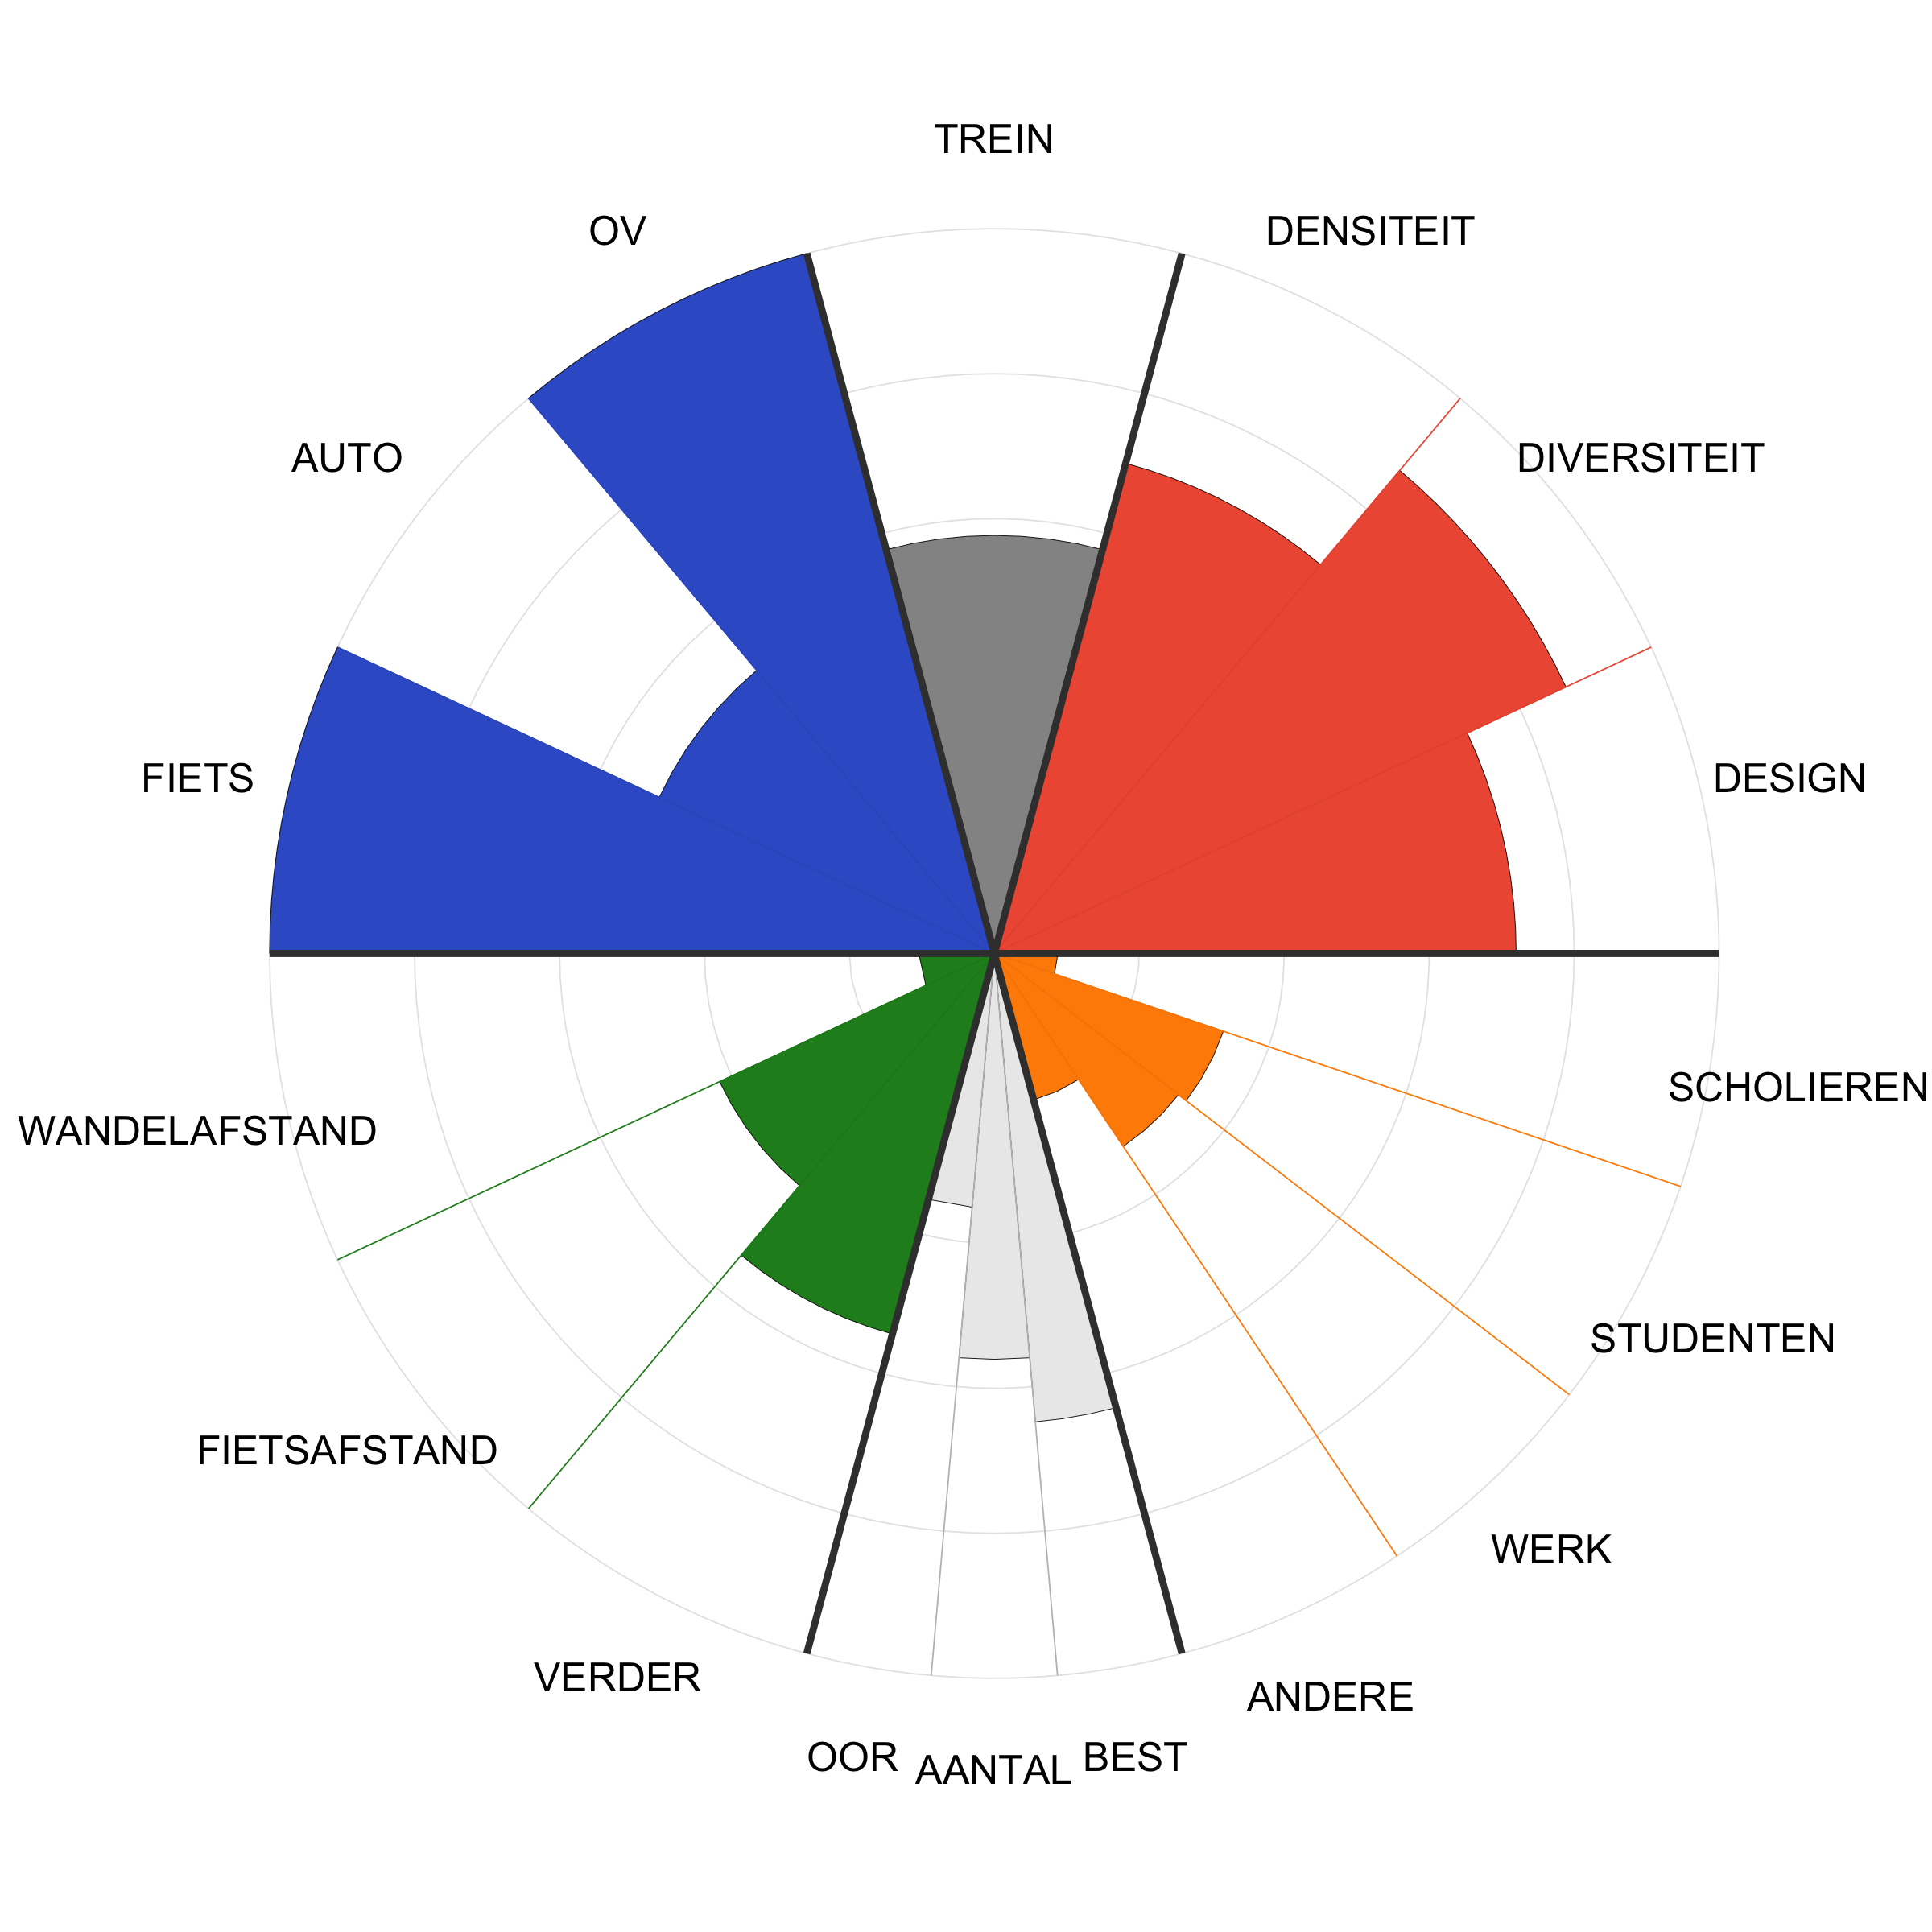 TREIN
OV
DENSITEIT
AUTO
DIVERSITEIT
FIETS
DESIGN
SCHOLIEREN
WANDELAFSTAND
STUDENTEN
FIETSAFSTAND
WERK
VERDER
ANDERE
OOR
AANTAL
BEST